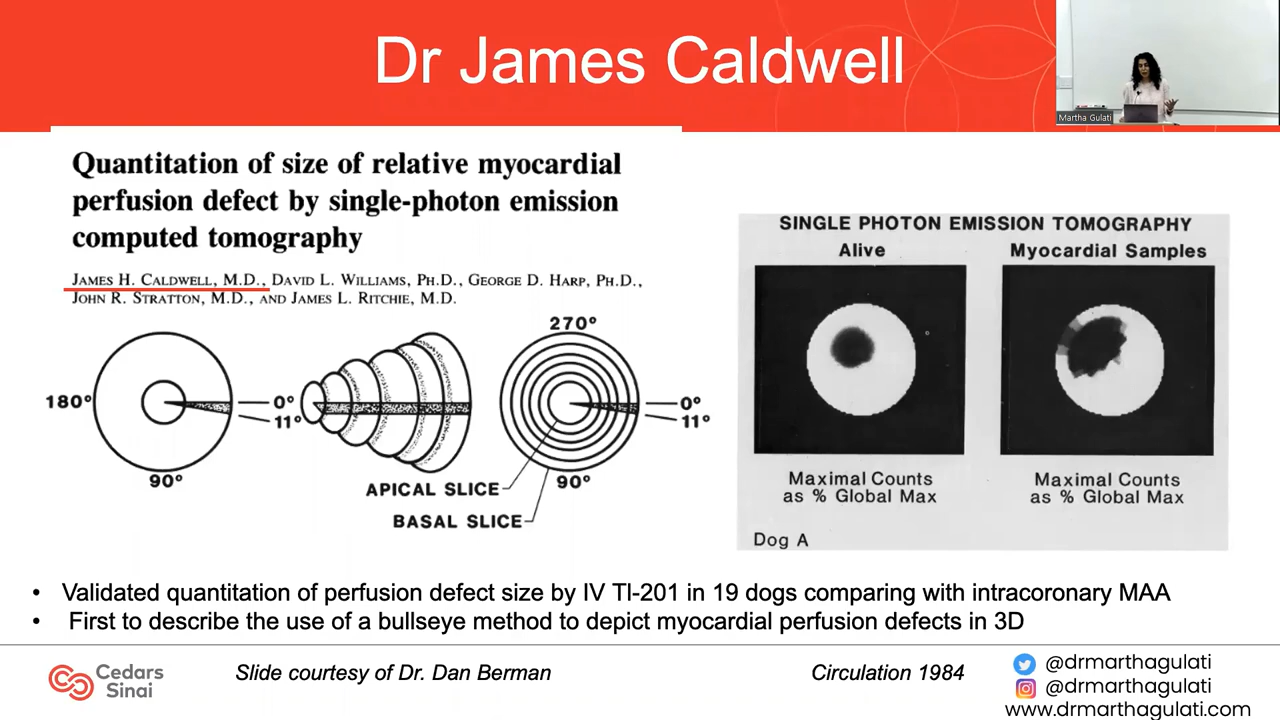 Dr James Caldwell
Martha Gulati
Quantitation of size of relative myocardial
perfusion defect by single-photon emission
computed tomography
JAMES H. CALDWELL, M.D., DAVID L. WILLIAMS, PH.D., GEORGE D. HARP, PH.D.,
JOHN R. STRATTON, M.D., AND JAMES L. RITCHIE, M.D.
180°
0°
11°
90°
270°
0°
11°
90°
APICAL SLICE
BASAL SLICE
SINGLE PHOTON EMISSION TOMOGRAPHY
Alive
Myocardial Samples
Maximal Counts
as % Global Max
Maximal Counts
as % Global Max
Dog A
• Validated quantitation of perfusion defect size by IV Tl-201 in 19 dogs comparing with intracoronary MAA
• First to describe the use of a bullseye method to depict myocardial perfusion defects in 3D
Cedars
Sinai
Slide courtesy of Dr. Dan Berman
Circulation 1984
@drmarthagulati
@drmarthagulati
www.drmarthagulati.com